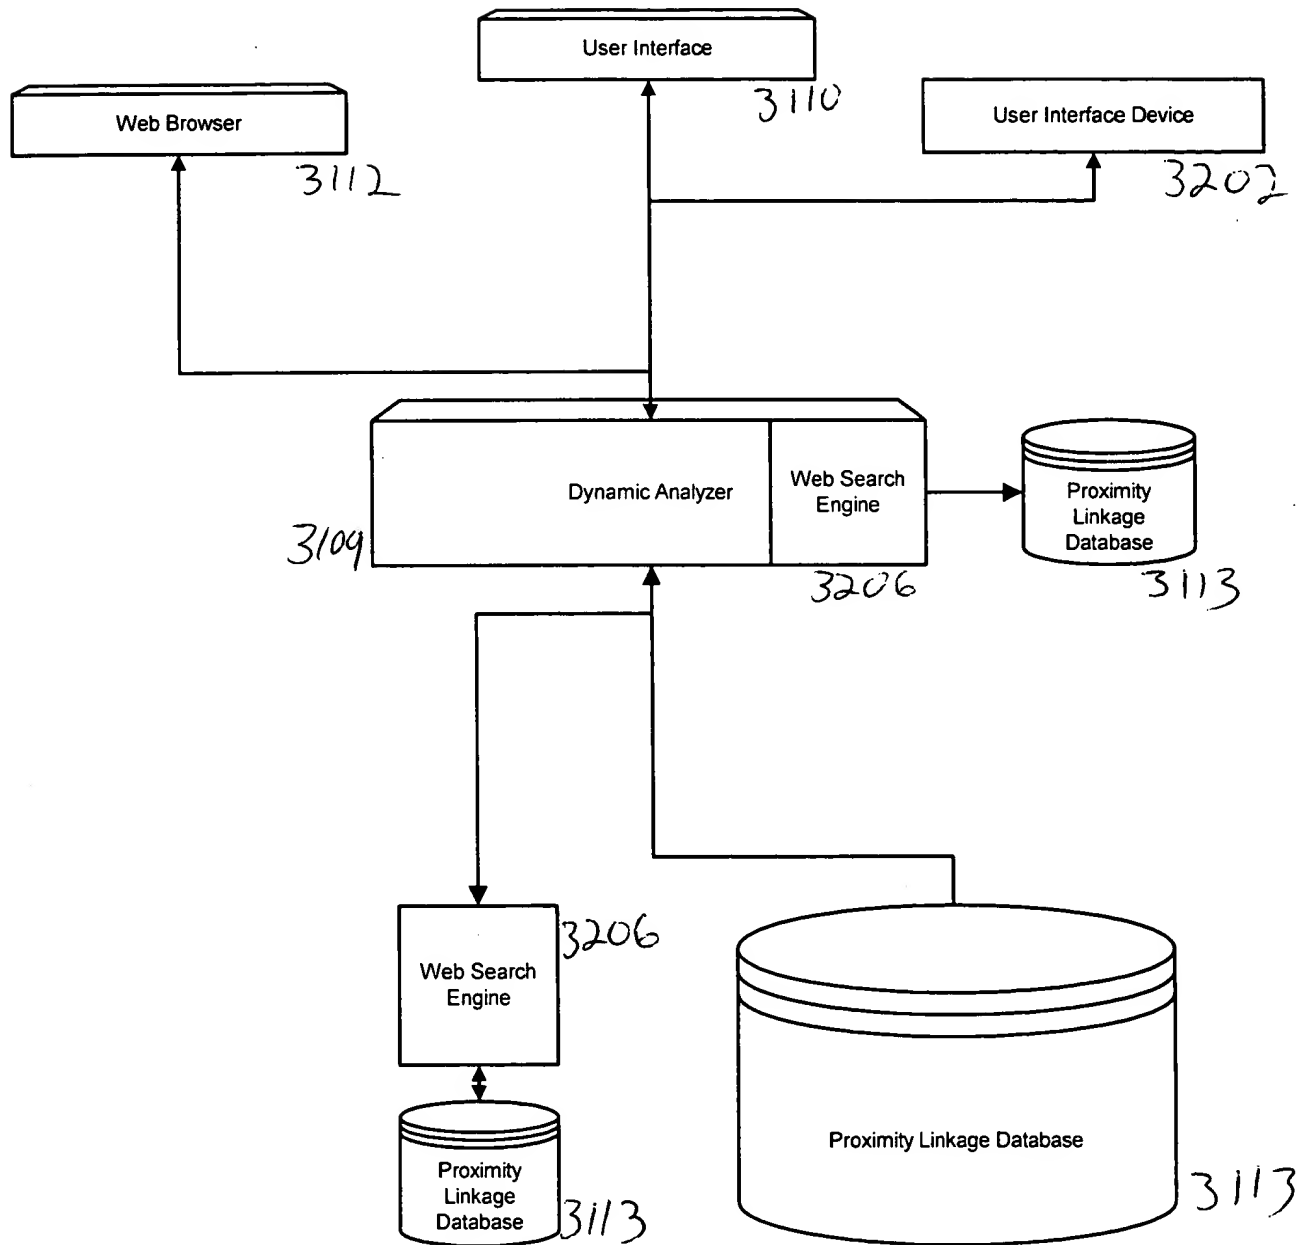 User Interface
3110
Web Browser
3112
User Interface Device
3202
Dynamic Analyzer
3109
Web Search
Engine
3206
Proximity
Linkage
Database
3113
Web Search
Engine
3206
Proximity
Linkage
Database
3113
Proximity Linkage Database
3113